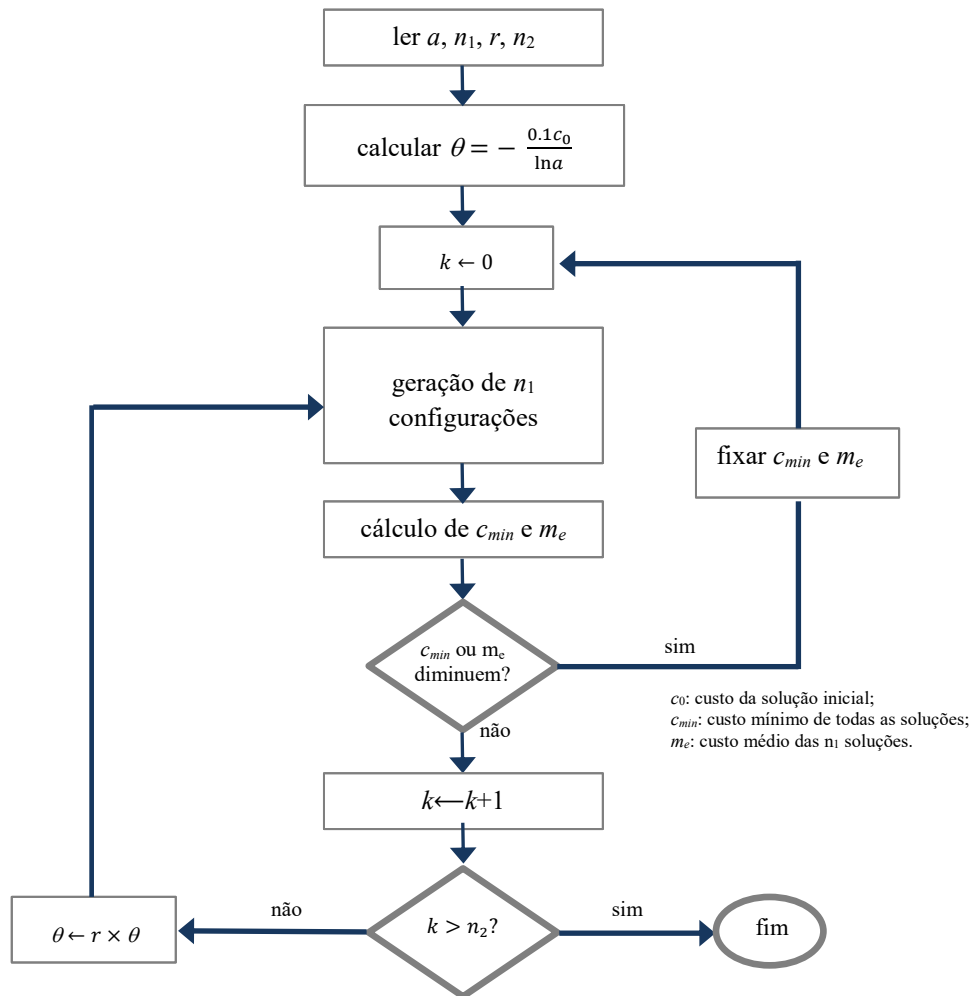 ler a, n₁, r, n₂
calcular θ = − 0.1c₀ / ln a
k ← 0
geração de n₁
configurações
fixar cₘᵢₙ e mₑ
cálculo de cₘᵢₙ e mₑ
cₘᵢₙ ou mₑ
diminuem?
sim
não
c₀: custo da solução inicial;
cₘᵢₙ: custo mínimo de todas as soluções;
mₑ: custo médio das n₁ soluções.
k←k+1
não
k > n₂?
sim
θ ← r × θ
fim